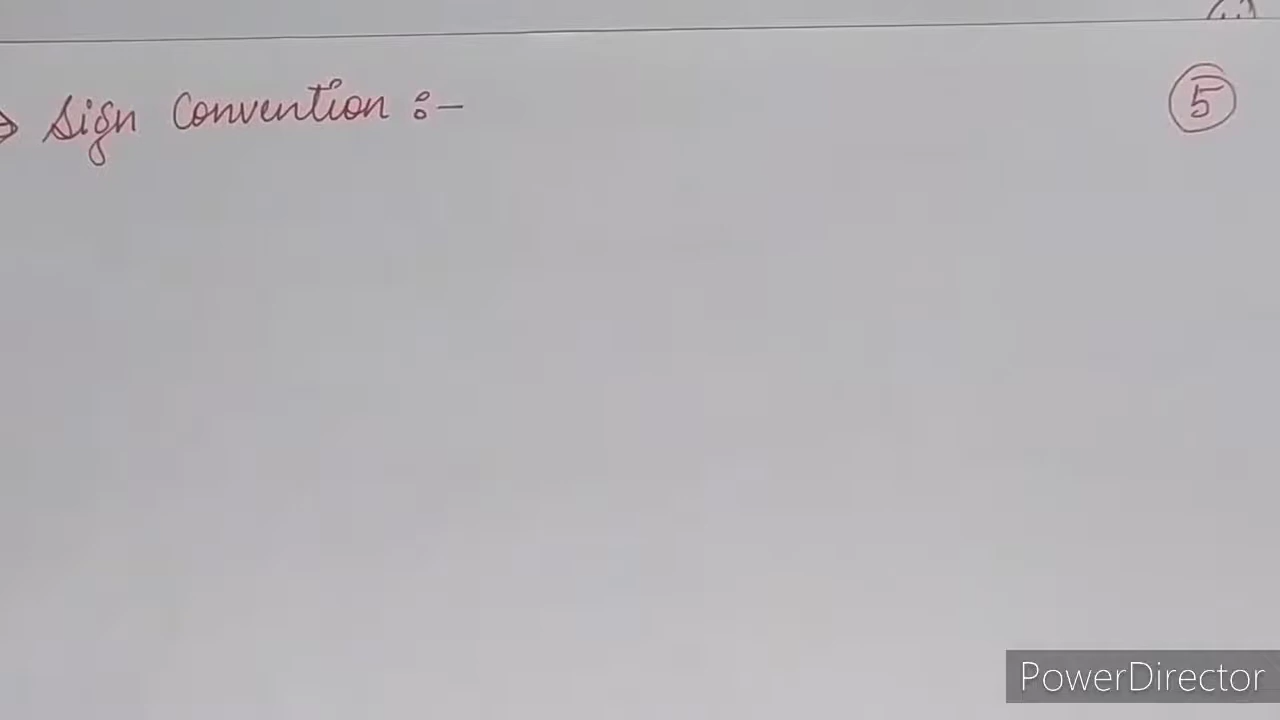 ⇒ Sign Convention :-
5
PowerDirector